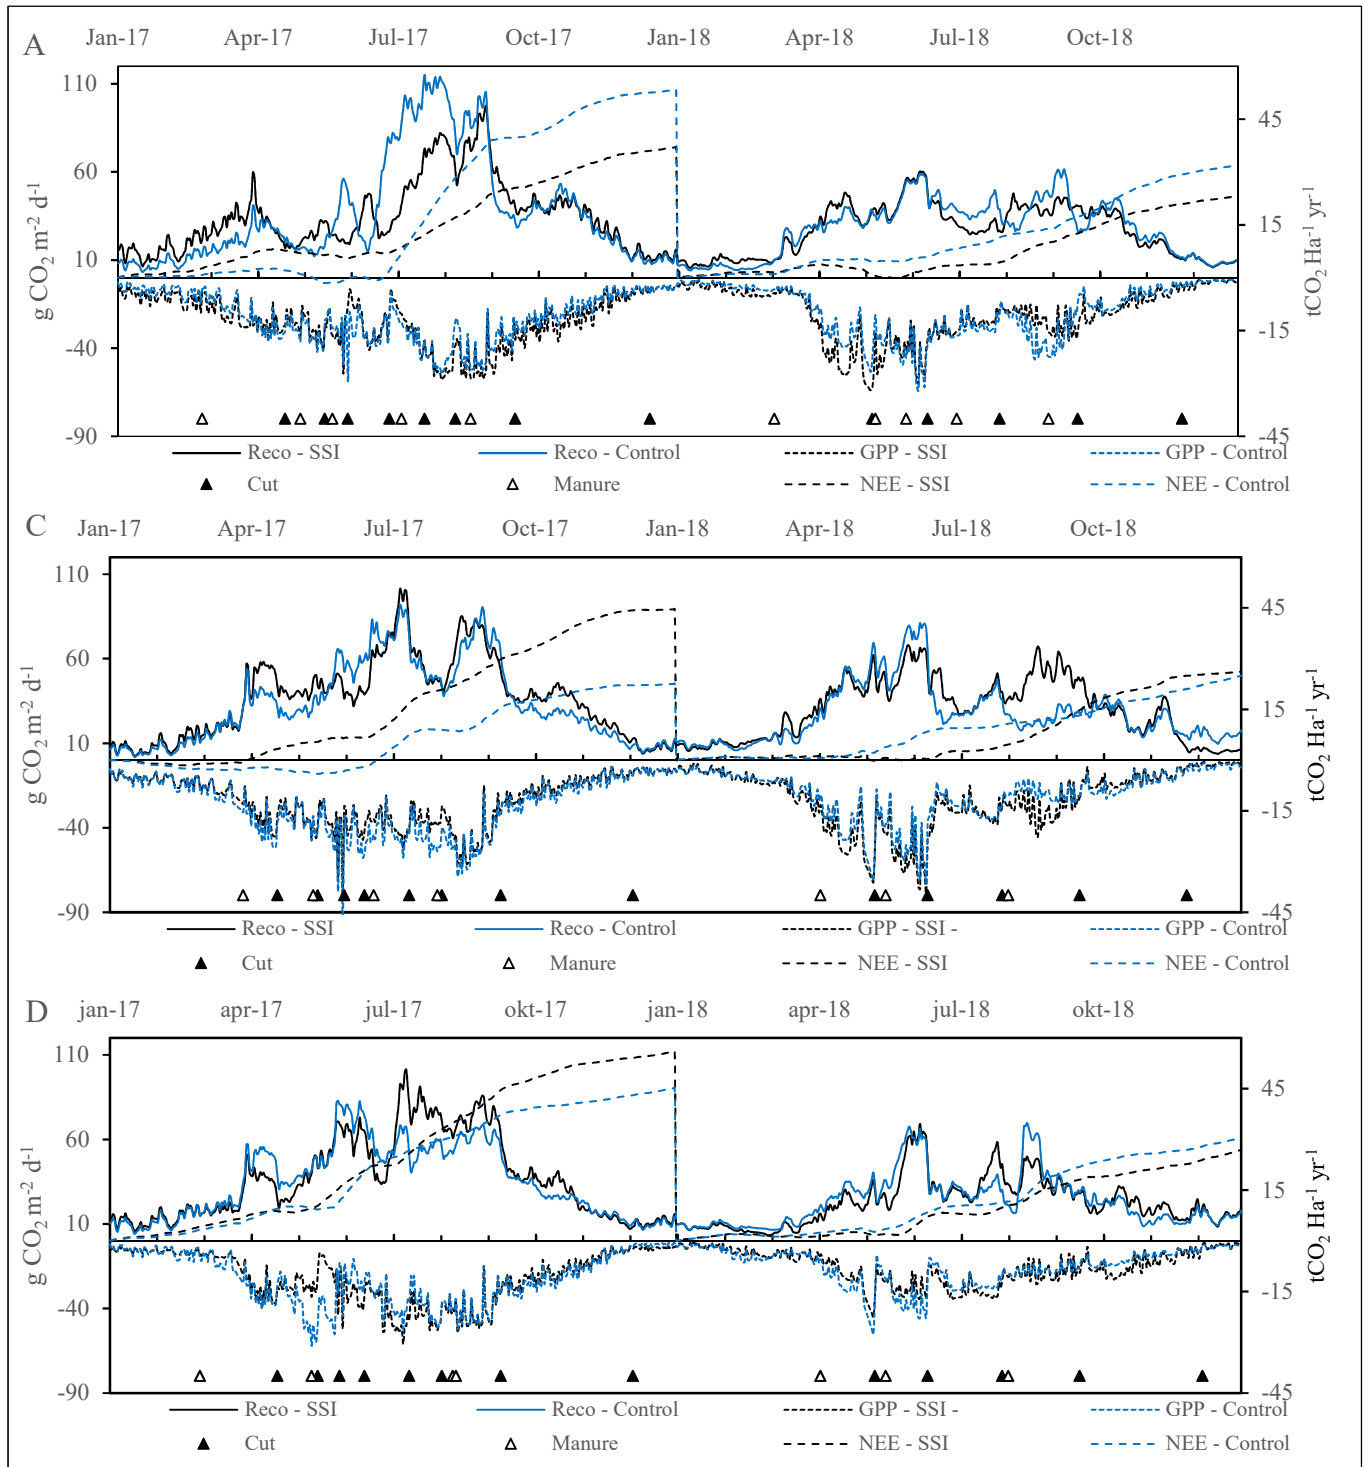 A
Jan-17 Apr-17 Jul-17 Oct-17 Jan-18 Apr-18 Jul-18 Oct-18
110
60
10
-40
-90
g CO2 m-2 d-1
45
15
-15
-45
tCO2 Ha-1 yr-1
Reco - SSI Reco - Control GPP - SSI GPP - Control
Cut Manure NEE - SSI NEE - Control
C
Jan-17 Apr-17 Jul-17 Oct-17 Jan-18 Apr-18 Jul-18 Oct-18
110
60
10
-40
-90
g CO2 m-2 d-1
45
15
-15
-45
tCO2 Ha-1 yr-1
Reco - SSI Reco - Control GPP - SSI - GPP - Control
Cut Manure NEE - SSI NEE - Control
D
jan-17 apr-17 jul-17 okt-17 jan-18 apr-18 jul-18 okt-18
110
60
10
-40
-90
g CO2 m-2 d-1
45
15
-15
-45
tCO2 Ha-1 yr-1
Reco - SSI Reco - Control GPP - SSI - GPP - Control
Cut Manure NEE - SSI NEE - Control